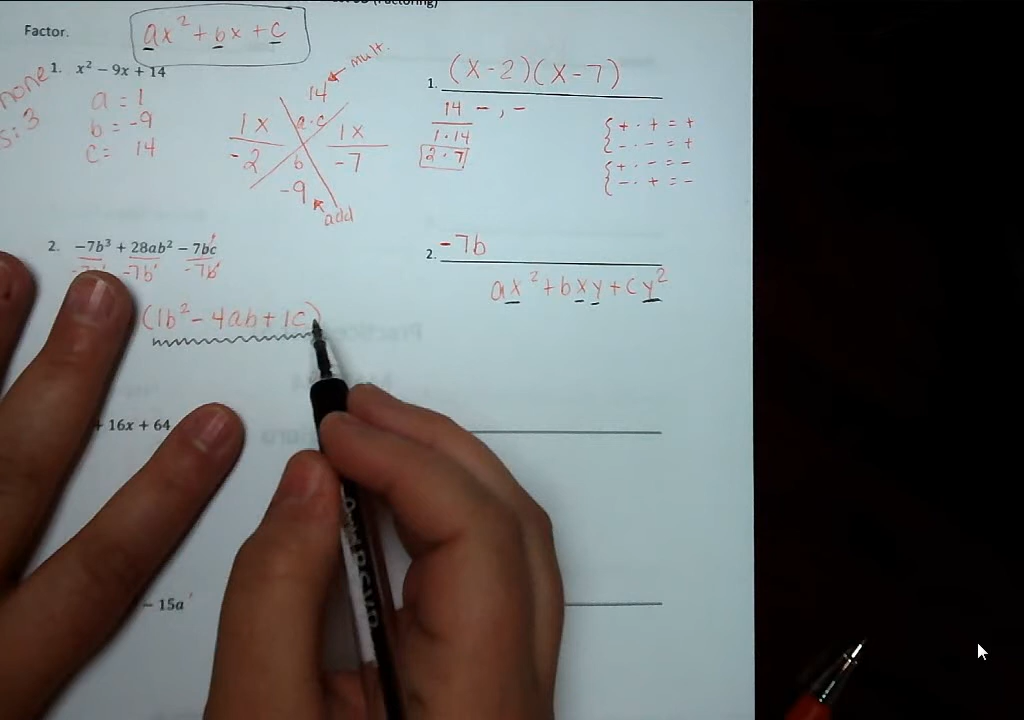 (Factoring)
Factor.
ax² + bx + c
none
1. x² − 9x + 14
s: 3
a = 1
b = -9
c = 14
14 mult.
a·c
1x 1x
-2 b -7
-9
add
1. (x-2)(x-7)
14 -, -
1·14
2·7
+ · + = +
- · - = +
+ · - = -
- · + = -
2. −7b³ + 28ab² − 7bc
-7b -7b
(1b² - 4ab + 1c)
2. -7b
ax² + bxy + cy²
+ 16x + 64
− 15a